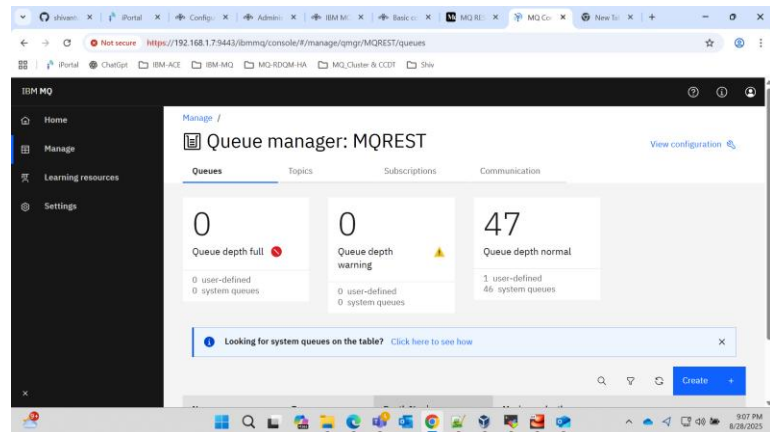 shivam
iPortal
Configu
Admini
IBM MC
Basic cc
MQ RES
MQ Co
New Ta
Not secure
https://192.168.1.7:9443/ibmmq/console/#/manage/qmgr/MQREST/queues
iPortal
ChatGpt
IBM-ACE
IBM-MQ
MQ-RDQM-HA
MQ_Cluster & CCDT
Shiv
IBM MQ
Home
Manage
Learning resources
Settings
Manage /
Queue manager: MQREST
View configuration
Queues
Topics
Subscriptions
Communication
0
Queue depth full
0 user-defined
0 system queues
0
Queue depth
warning
0 user-defined
0 system queues
47
Queue depth normal
1 user-defined
46 system queues
Looking for system queues on the table? Click here to see how
Create +
9:07 PM
8/28/2025